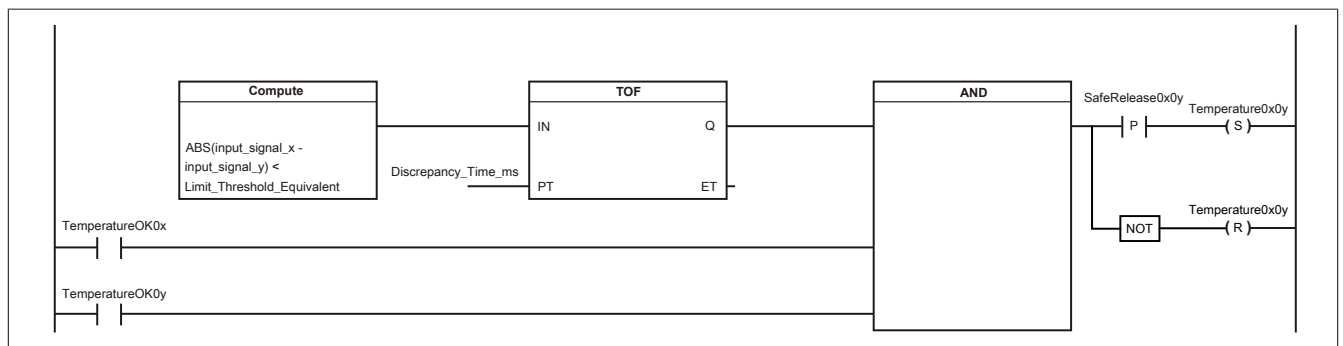 Compute
TOF
AND
SafeRelease0x0y
Temperature0x0y
IN
Q
P
( S )
ABS(input_signal_x -
input_signal_y) <
Limit_Threshold_Equivalent
Discrepancy_Time_ms
PT
ET
TemperatureOK0x
Temperature0x0y
NOT
( R )
TemperatureOK0y